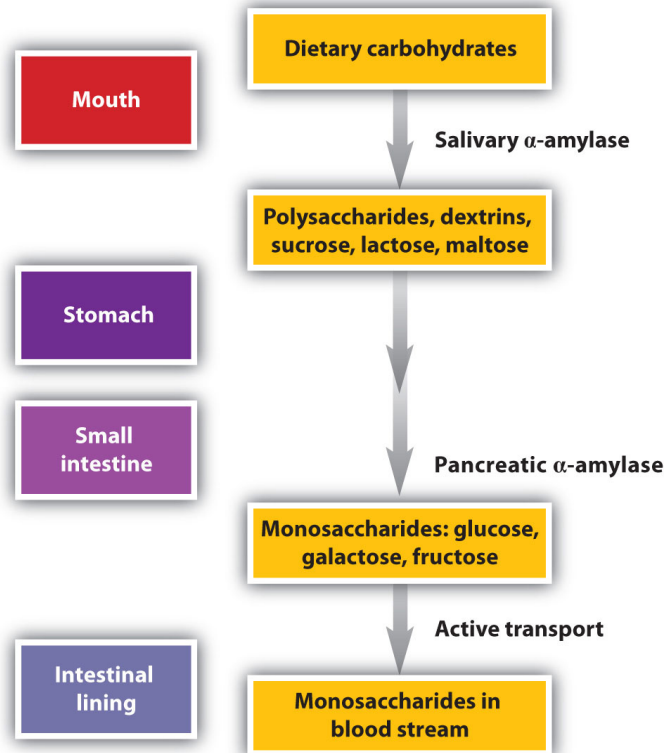 Dietary carbohydrates
Mouth
Salivary α-amylase
Polysaccharides, dextrins,
sucrose, lactose, maltose
Stomach
Small
intestine
Pancreatic α-amylase
Monosaccharides: glucose,
galactose, fructose
Active transport
Intestinal
lining
Monosaccharides in
blood stream